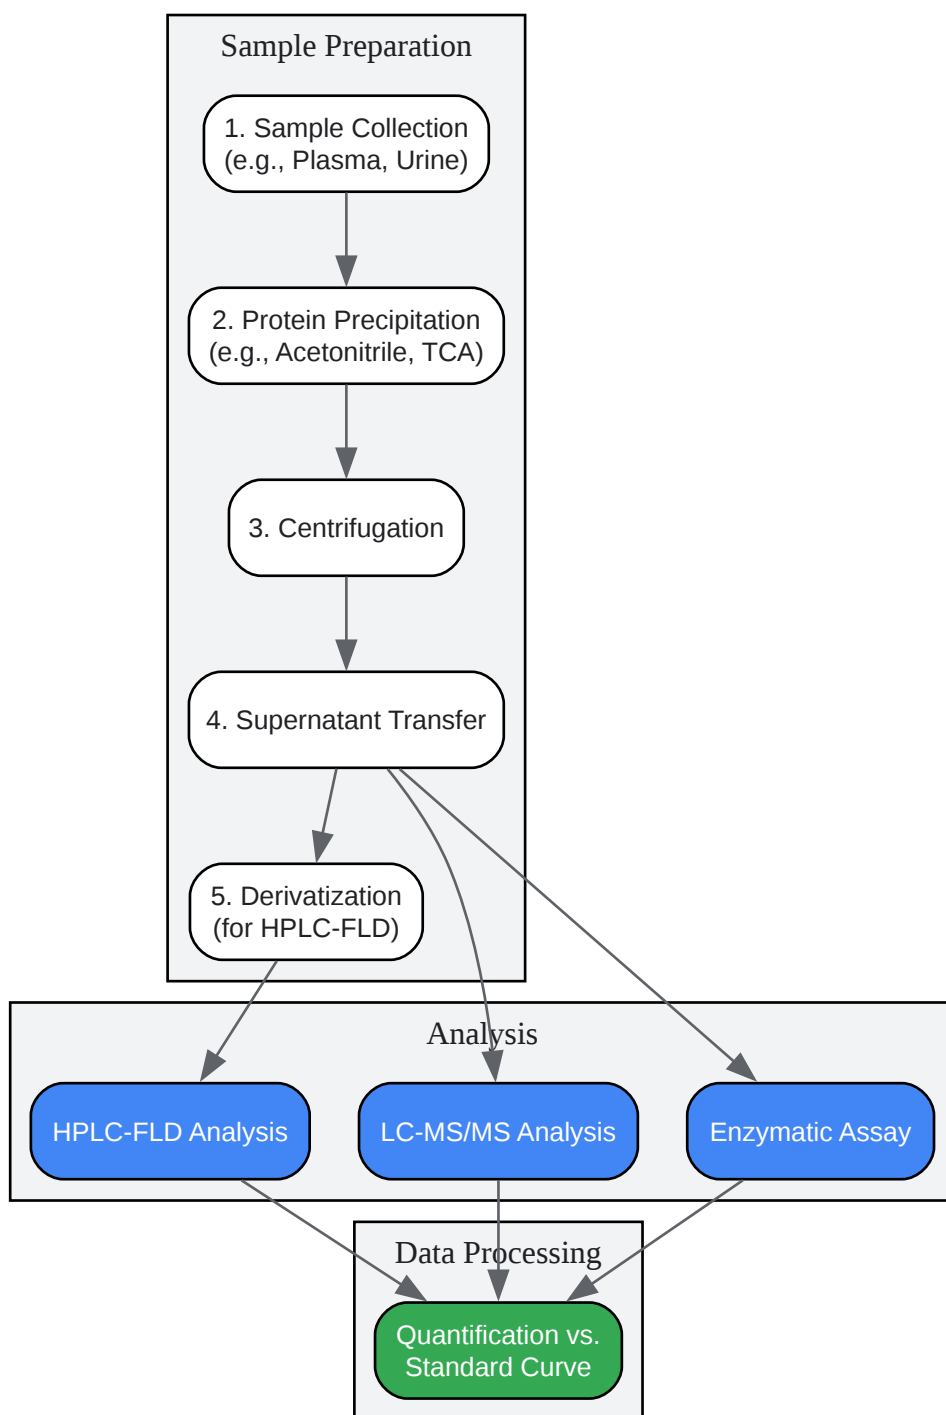 Sample Preparation
1. Sample Collection
(e.g., Plasma, Urine)
2. Protein Precipitation
(e.g., Acetonitrile, TCA)
3. Centrifugation
4. Supernatant Transfer
5. Derivatization
(for HPLC-FLD)
Analysis
HPLC-FLD Analysis
LC-MS/MS Analysis
Enzymatic Assay
Data Processing
Quantification vs.
Standard Curve